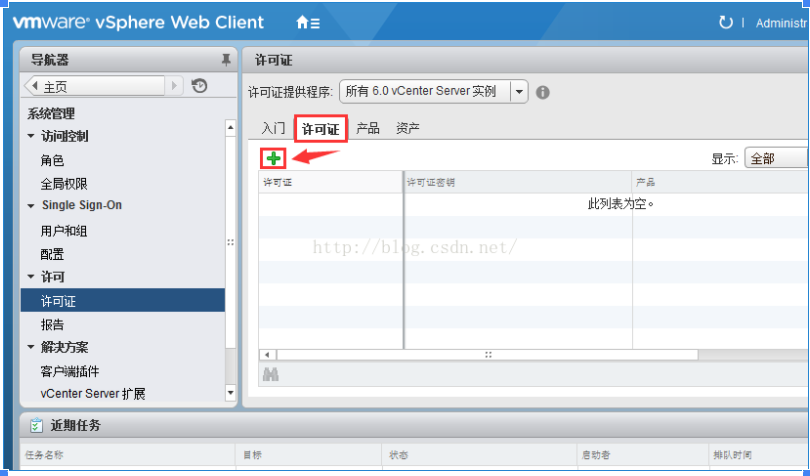 vmware® vSphere Web Client
Administr
导航器
主页
系统管理
访问控制
角色
全局权限
Single Sign-On
用户和组
配置
许可
许可证
报告
解决方案
客户端插件
vCenter Server 扩展
许可证
许可证提供程序: 所有 6.0 vCenter Server 实例
入门 许可证 产品 资产
显示: 全部
许可证 许可证密钥 产品
此列表为空。
http://blog.csdn.net/
近期任务
任务名称 目标 状态 启动者 排队时间